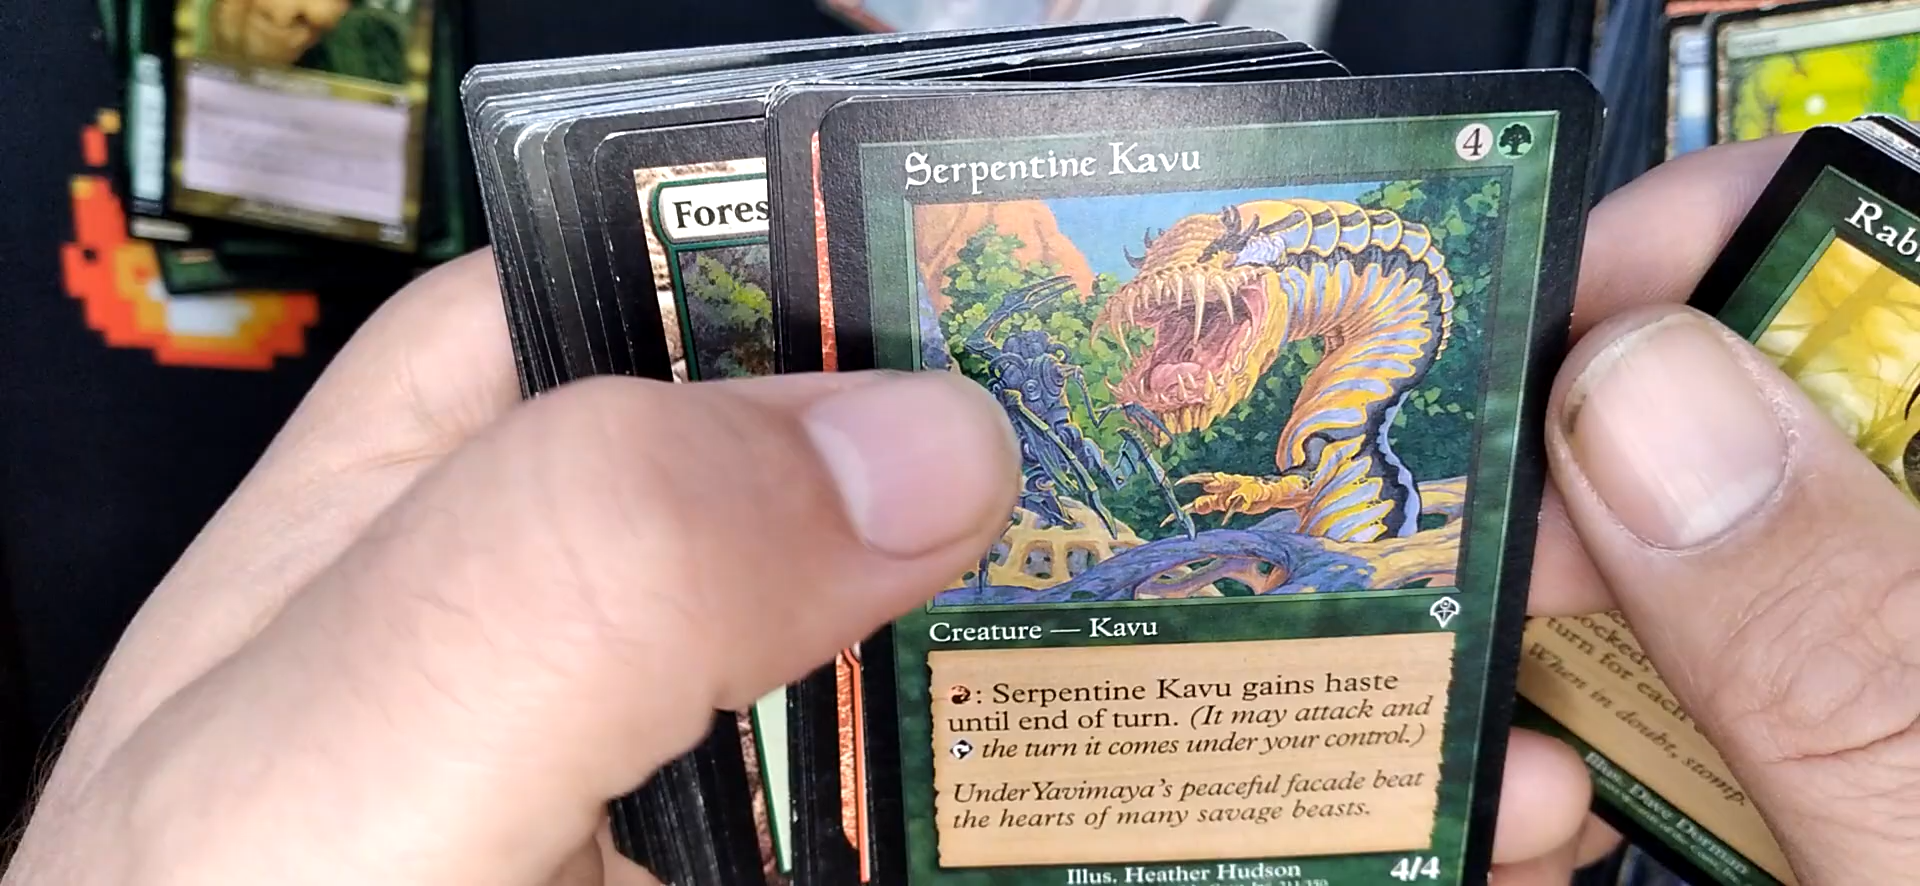 Fores
Serpentine Kavu
4
Rab
Creature — Kavu
: Serpentine Kavu gains haste
until end of turn. (It may attack and
the turn it comes under your control.)
Under Yavimaya's peaceful facade beat
the hearts of many savage beasts.
Illus. Heather Hudson
4/4
ocked,
turn for each
When in doubt, stomp.
Illus. Dave Dorman